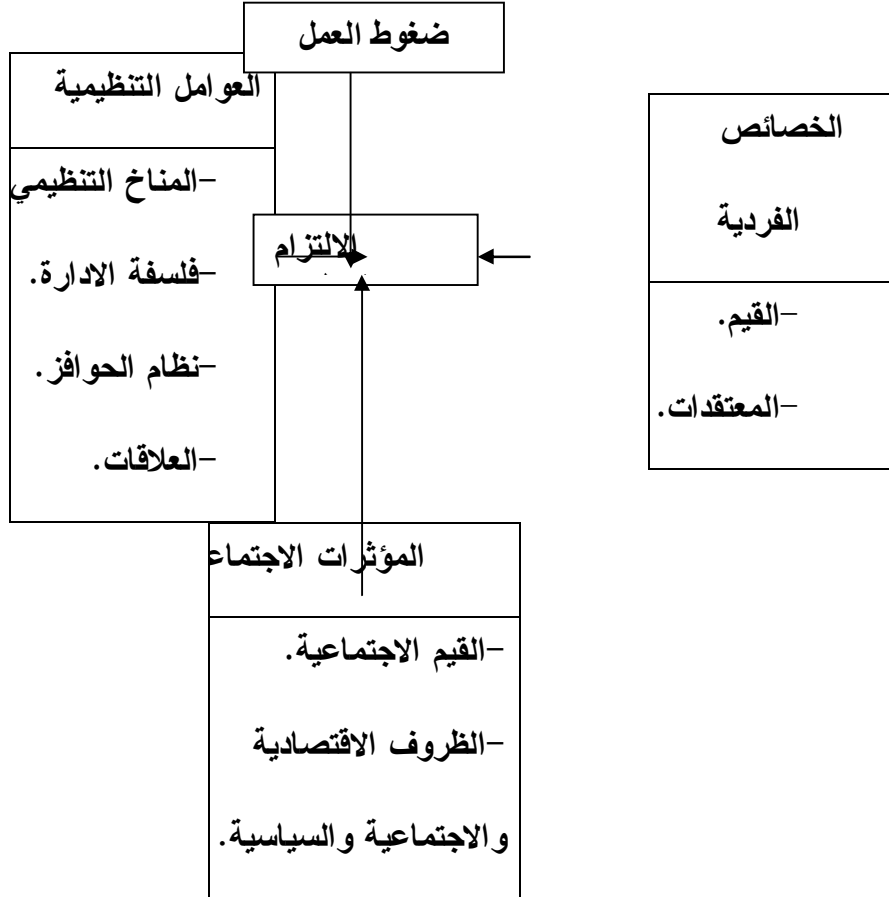 ضغوط العمل
العوامل التنظيمية
-المناخ التنظيمي
-فلسفة الادارة.
-نظام الحوافز.
-العلاقات.
الخصائص
الفردية
-القيم.
-المعتقدات.
الالتزام
المؤثرات الاجتماع
-القيم الاجتماعية.
-الظروف الاقتصادية
والاجتماعية والسياسية.